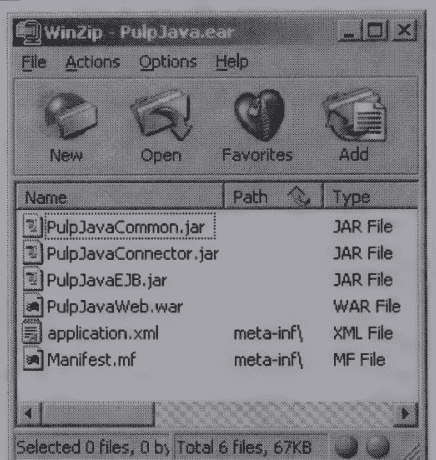 WinZip - PulpJava.ear
File Actions Options Help
New Open Favorites Add
Name Path Type
PulpJavaCommon.jar JAR File
PulpJavaConnector.jar JAR File
PulpJavaEJB.jar JAR File
PulpJavaWeb.war WAR File
application.xml meta-inf\ XML File
Manifest.mf meta-inf\ MF File
Selected 0 files, 0 by Total 6 files, 67KB